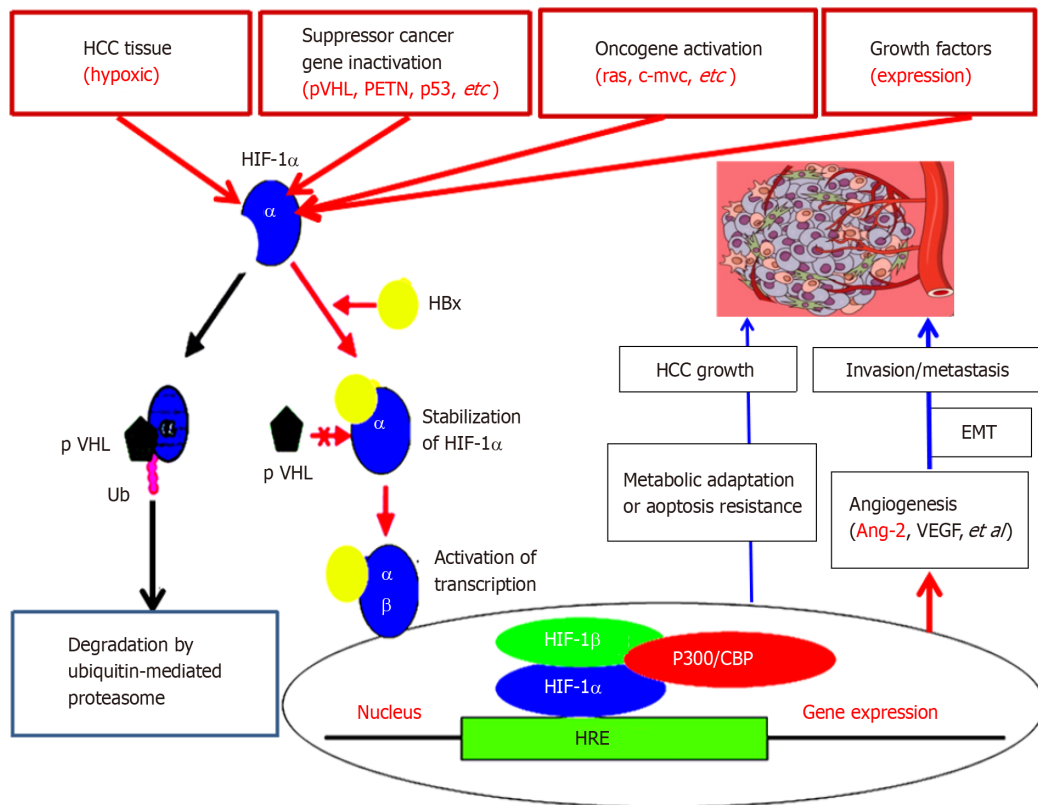 HCC tissue
(hypoxic)
Suppressor cancer
gene inactivation
(pVHL, PETN, p53, etc )
Oncogene activation
(ras, c-mvc, etc )
Growth factors
(expression)
HIF-1α
α
HBx
p VHL
α
Ub
p VHL
α
Stabilization
of HIF-1α
HCC growth
Invasion/metastasis
EMT
Metabolic adaptation
or aoptosis resistance
Angiogenesis
(Ang-2, VEGF, et al)
α
β
Activation of
transcription
Degradation by
ubiquitin-mediated
proteasome
HIF-1β
P300/CBP
HIF-1α
Nucleus
Gene expression
HRE